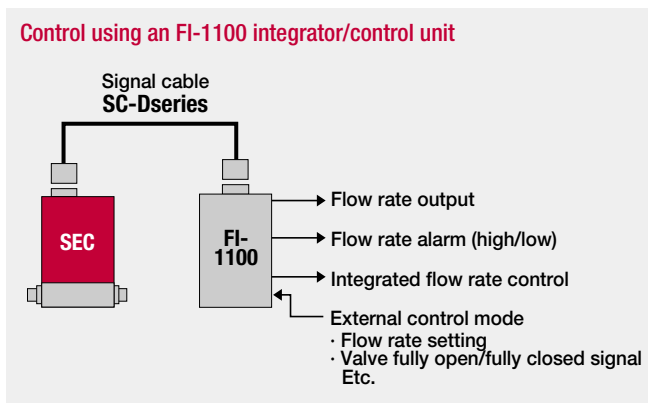 Control using an FI-1100 integrator/control unit
Signal cable
SC-Dseries
SEC
FI-
1100
Flow rate output
Flow rate alarm (high/low)
Integrated flow rate control
External control mode
· Flow rate setting
· Valve fully open/fully closed signal
Etc.